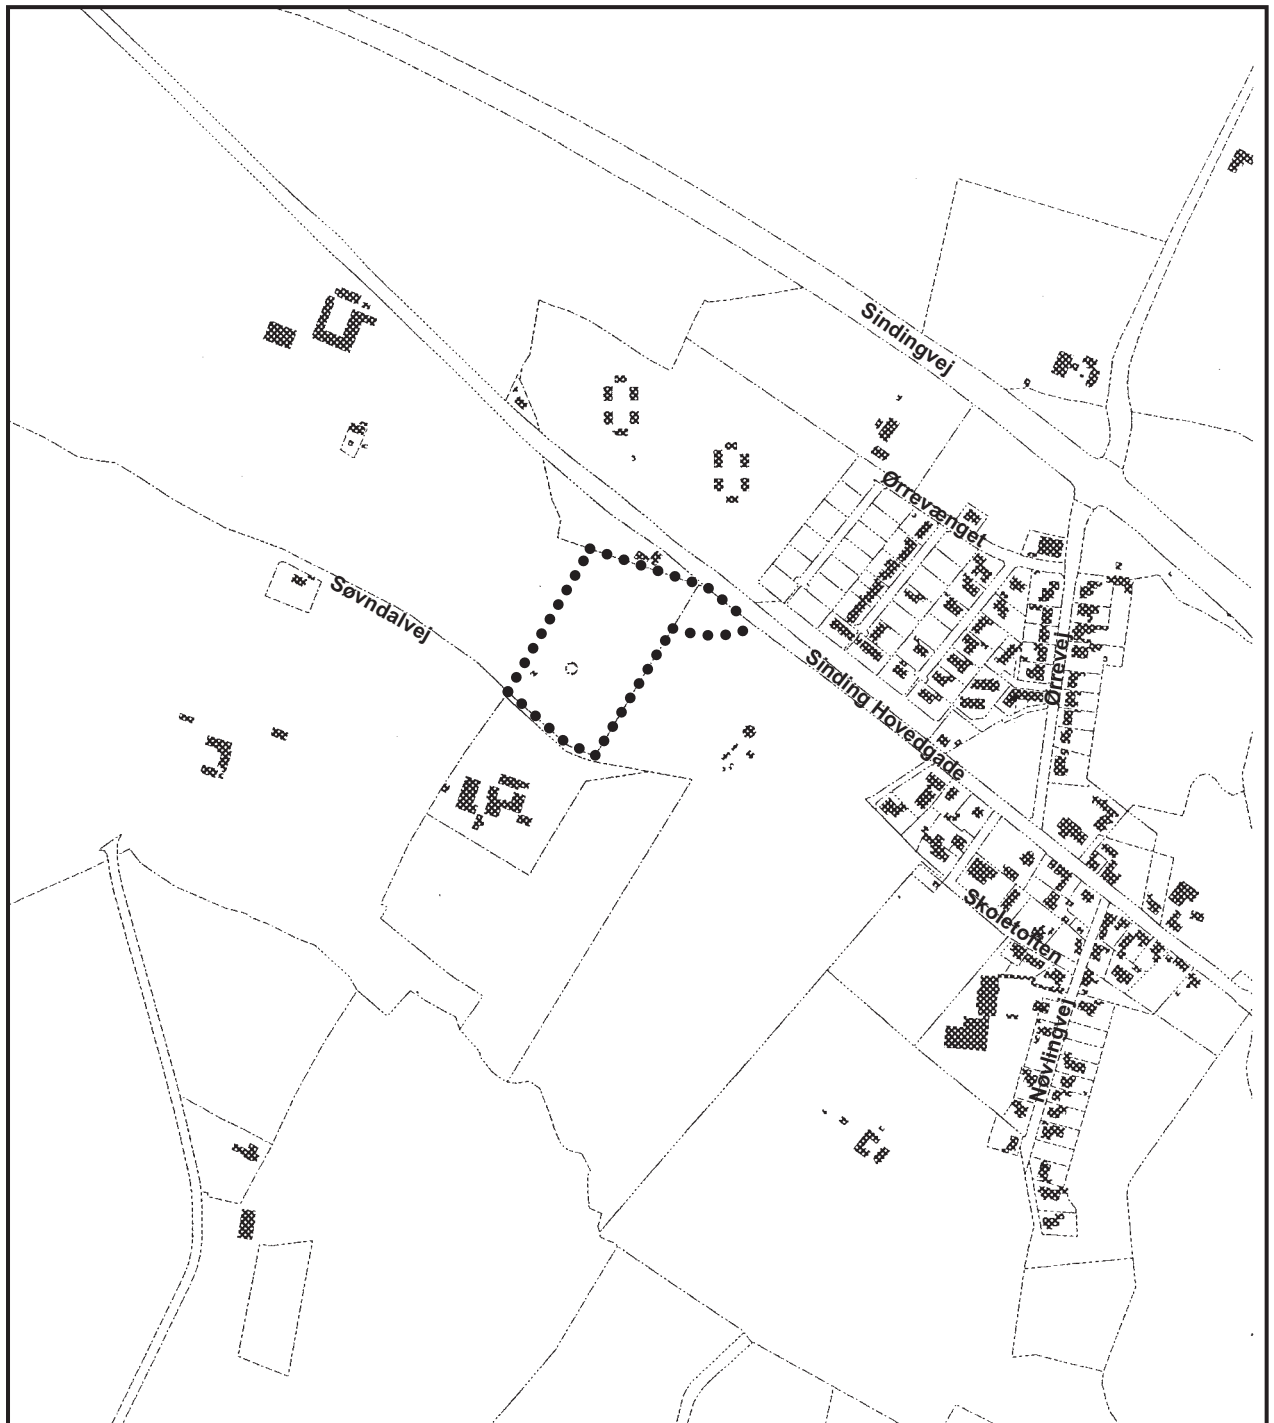 Sindingvej
Ørrevænget
Søvndalvej
Ørrevej
Sinding Hovedgade
Skoletoften
Nøvlingvej